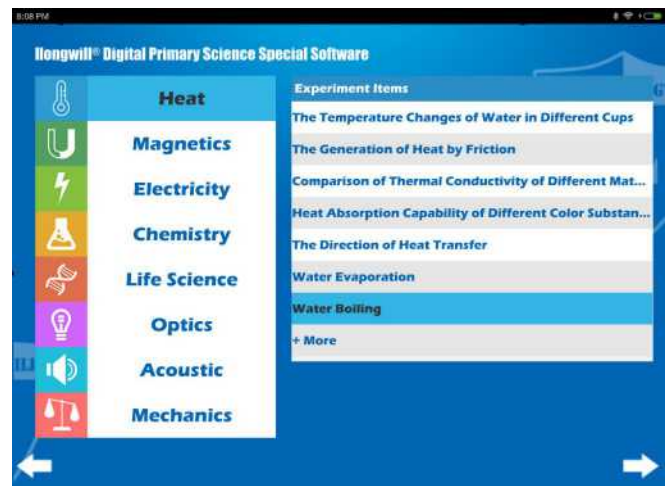 8:08 PM
llongwill® Digital Primary Science Special Software
Heat
Magnetics
Electricity
Chemistry
Life Science
Optics
Acoustic
Mechanics
Experiment Items
The Temperature Changes of Water in Different Cups
The Generation of Heat by Friction
Comparison of Thermal Conductivity of Different Mat...
Heat Absorption Capability of Different Color Substan...
The Direction of Heat Transfer
Water Evaporation
Water Boiling
+ More